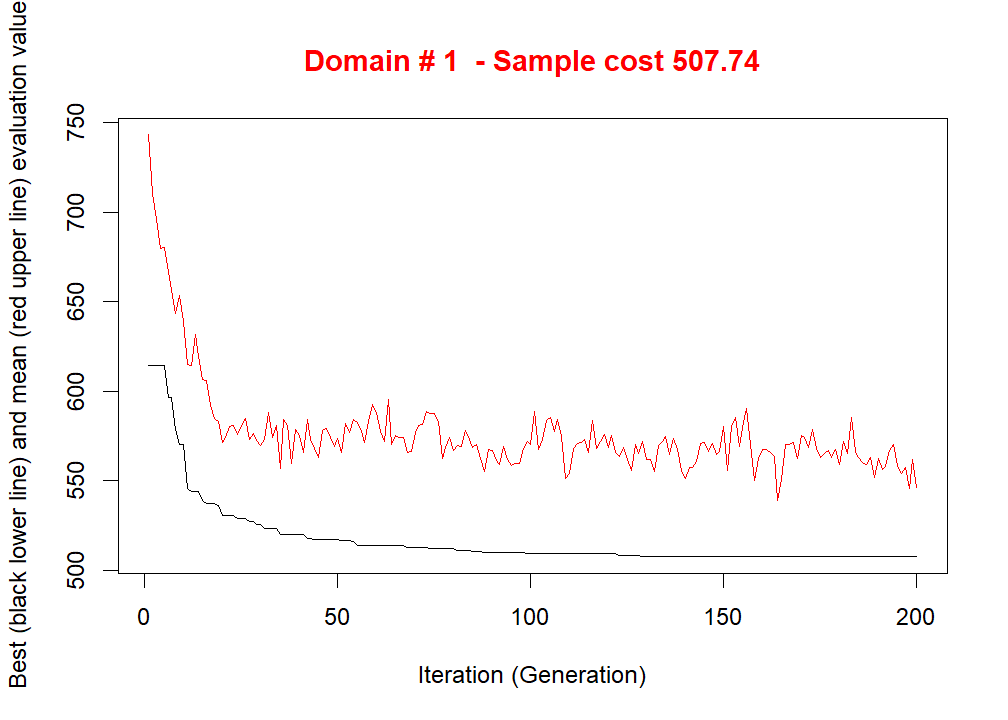 Domain # 1  - Sample cost 507.74
Best (black lower line) and mean (red upper line) evaluation value
750
700
650
600
550
500
0 50 100 150 200
Iteration (Generation)